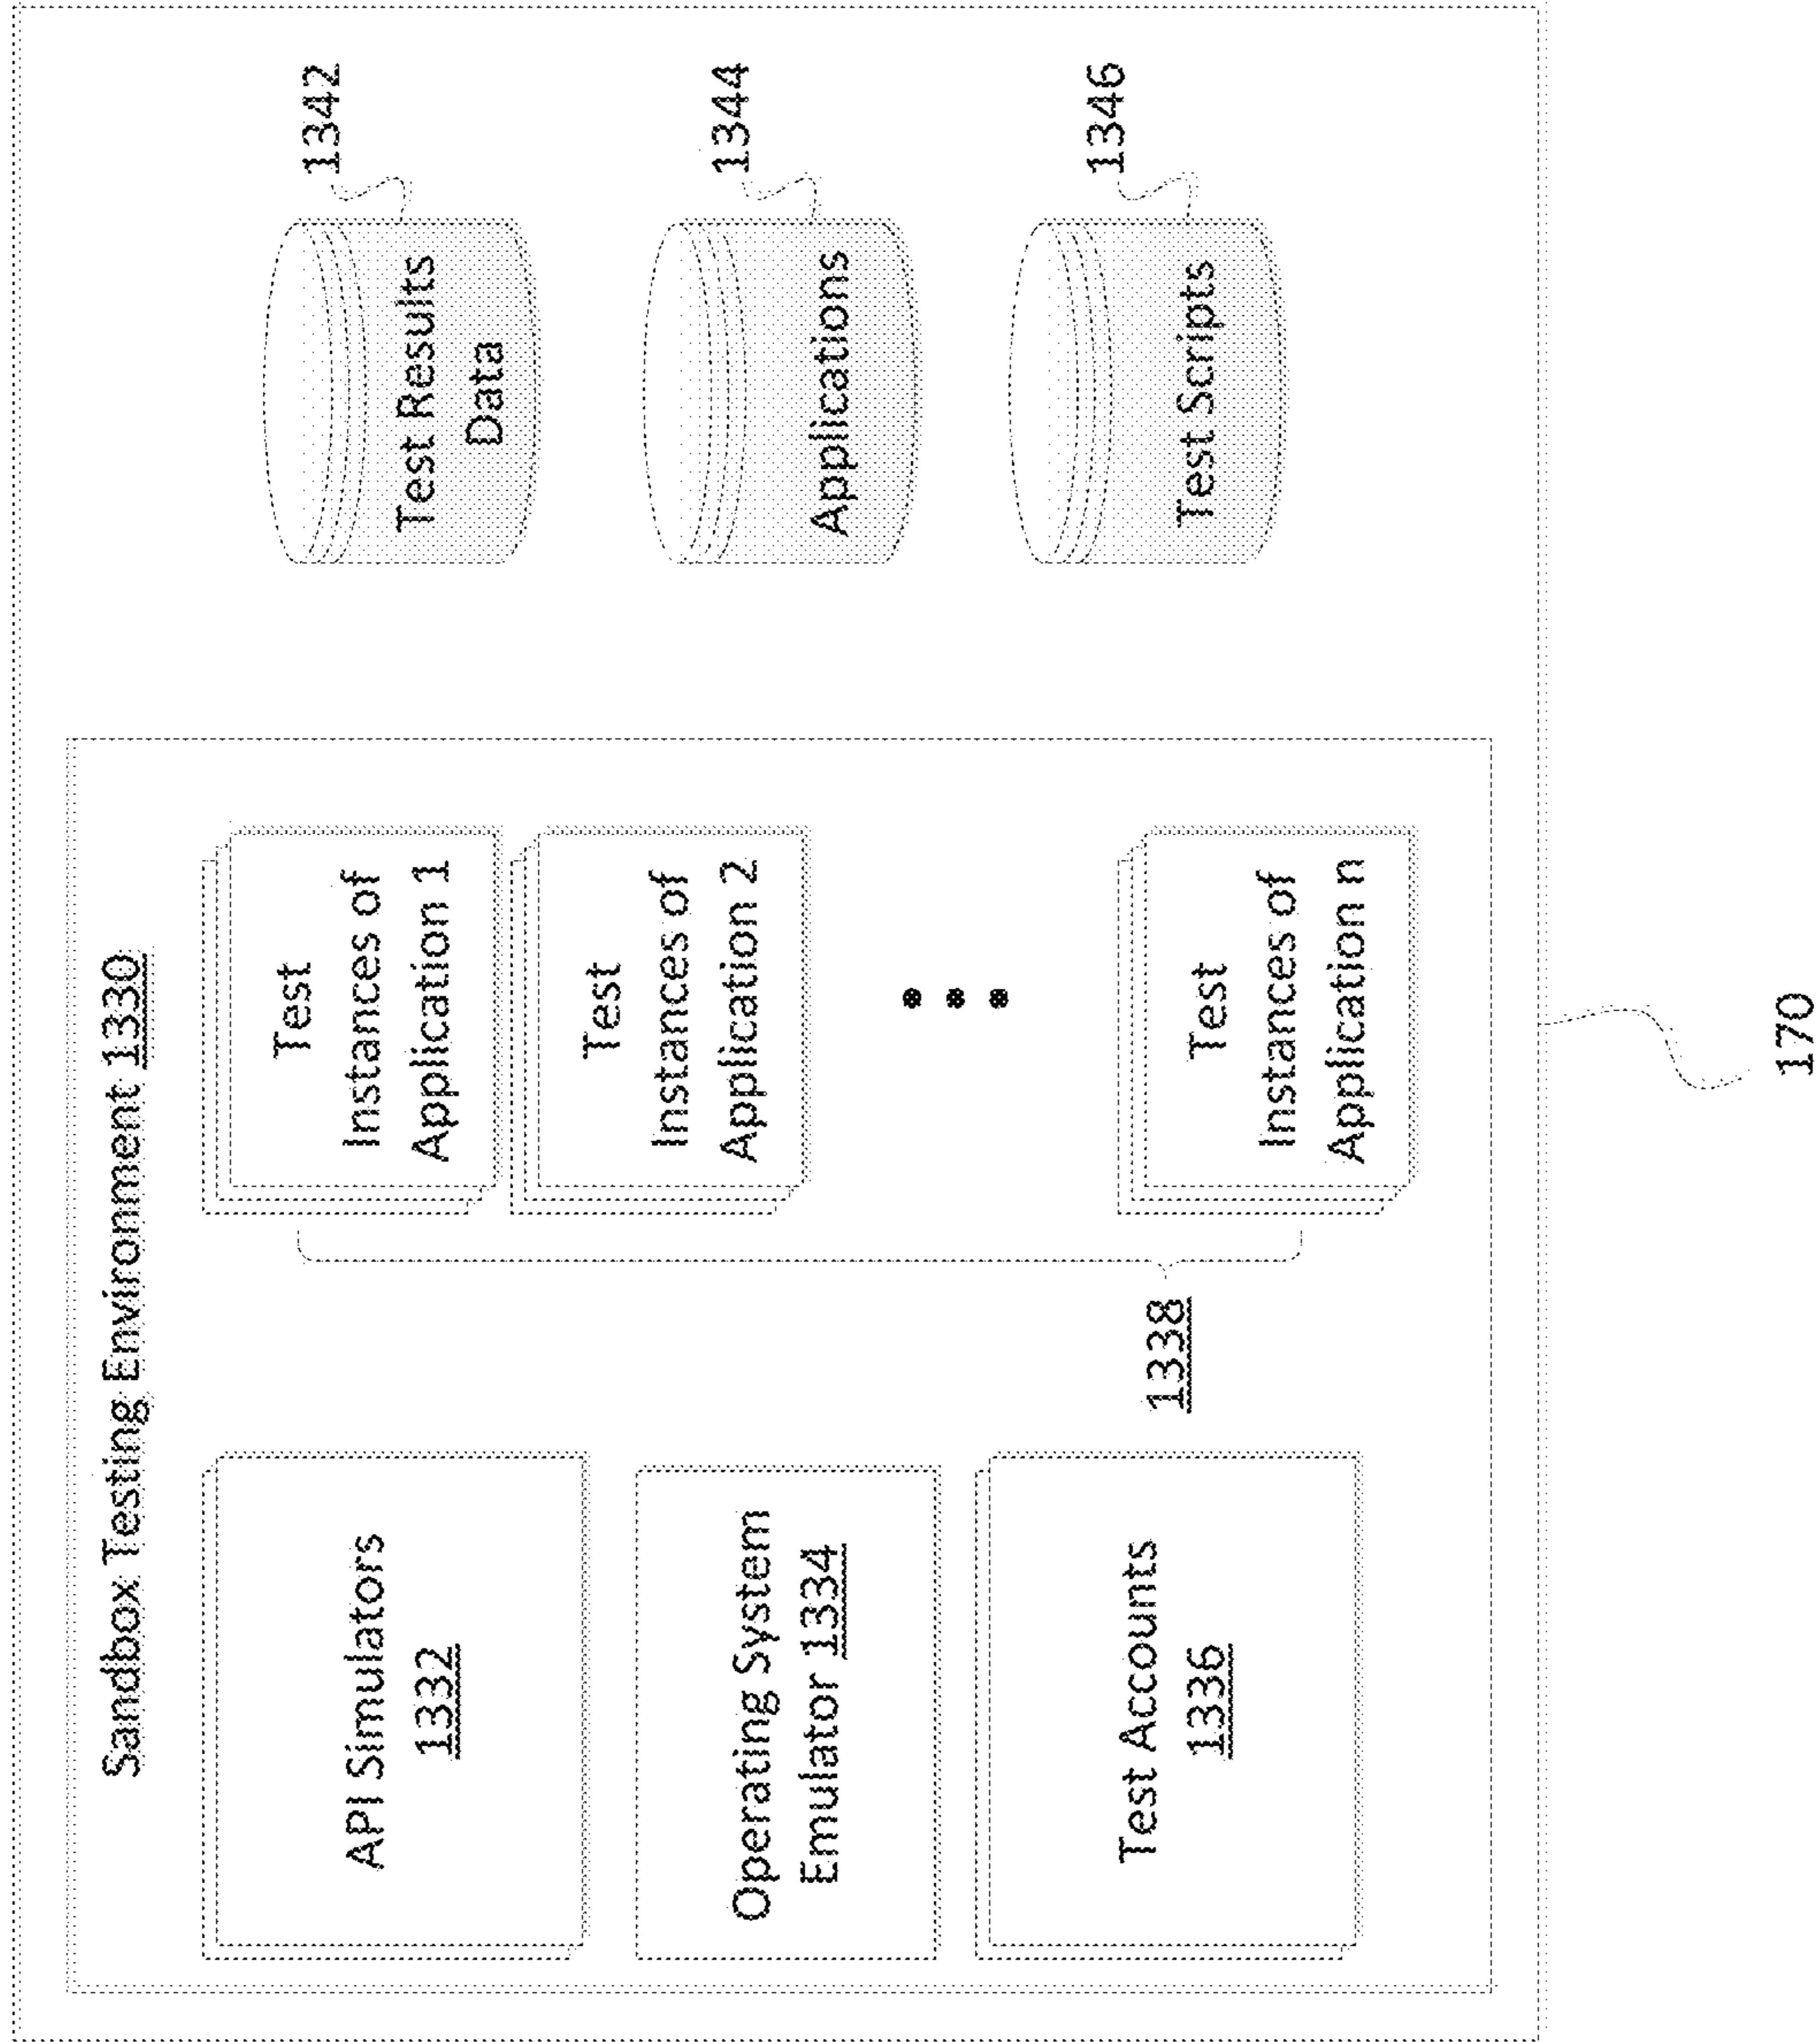 Sandbox Testing Environment 1330
API Simulators
1332
Operating System
Emulator 1334
Test Accounts
1336
1338
Test
Instances of
Application 1
Test
Instances of
Application 2
Test
Instances of
Application n
1342
Test Results
Data
1344
Applications
1346
Test Scripts
170